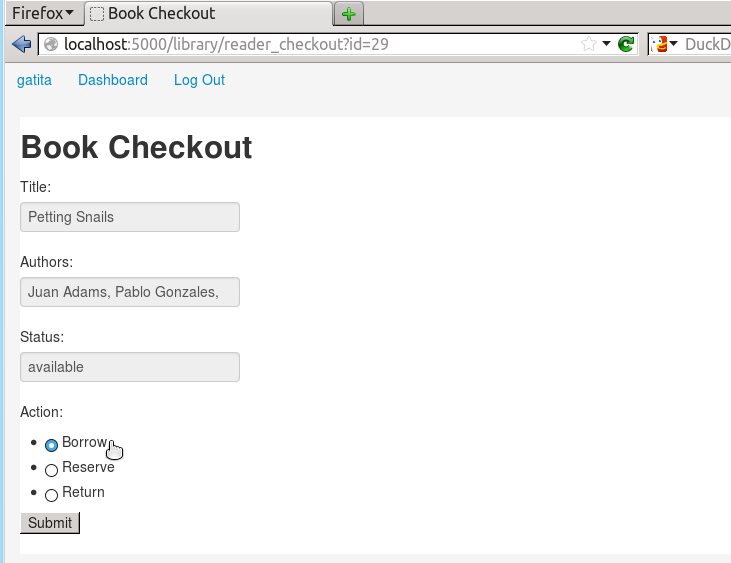 Firefox Book Checkout
localhost:5000/library/reader_checkout?id=29 DuckD
gatita Dashboard Log Out
Book Checkout
Title:
Petting Snails
Authors:
Juan Adams, Pablo Gonzales,
Status:
available
Action:
Borrow
Reserve
Return
Submit